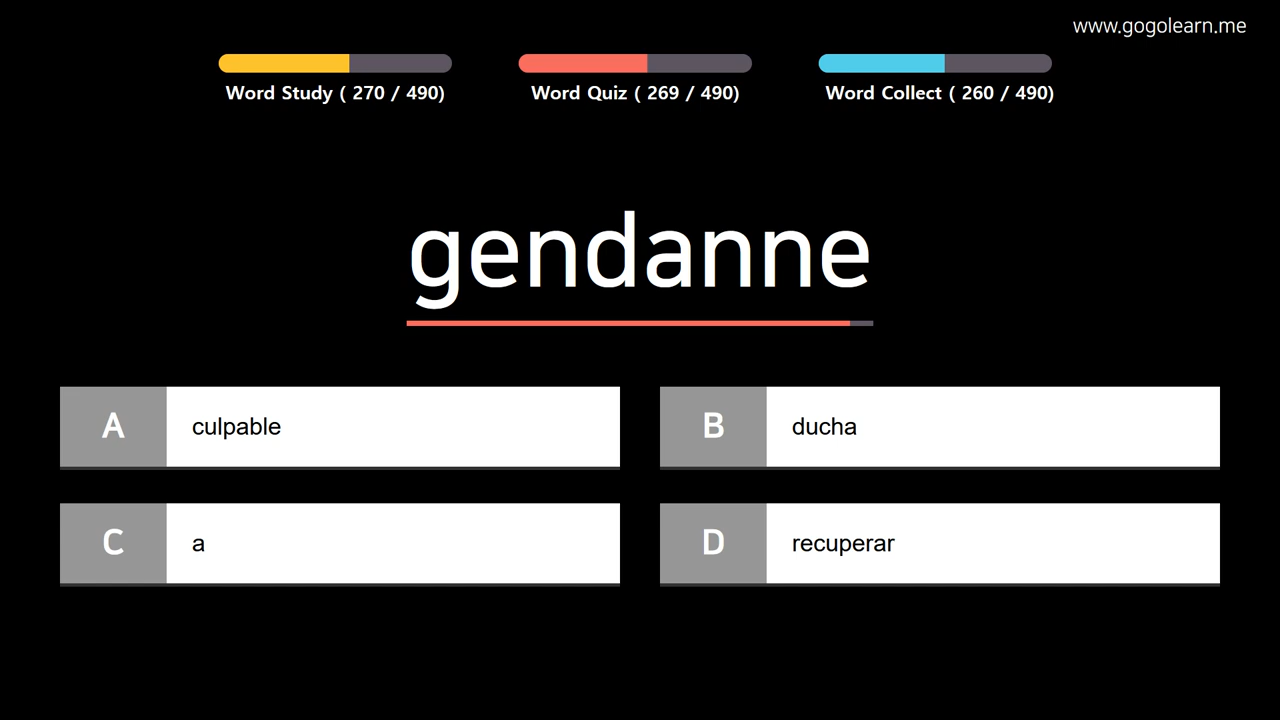 www.gogolearn.me
Word Study ( 270 / 490)
Word Quiz ( 269 / 490)
Word Collect ( 260 / 490)
gendanne
A culpable
B ducha
C a
D recuperar